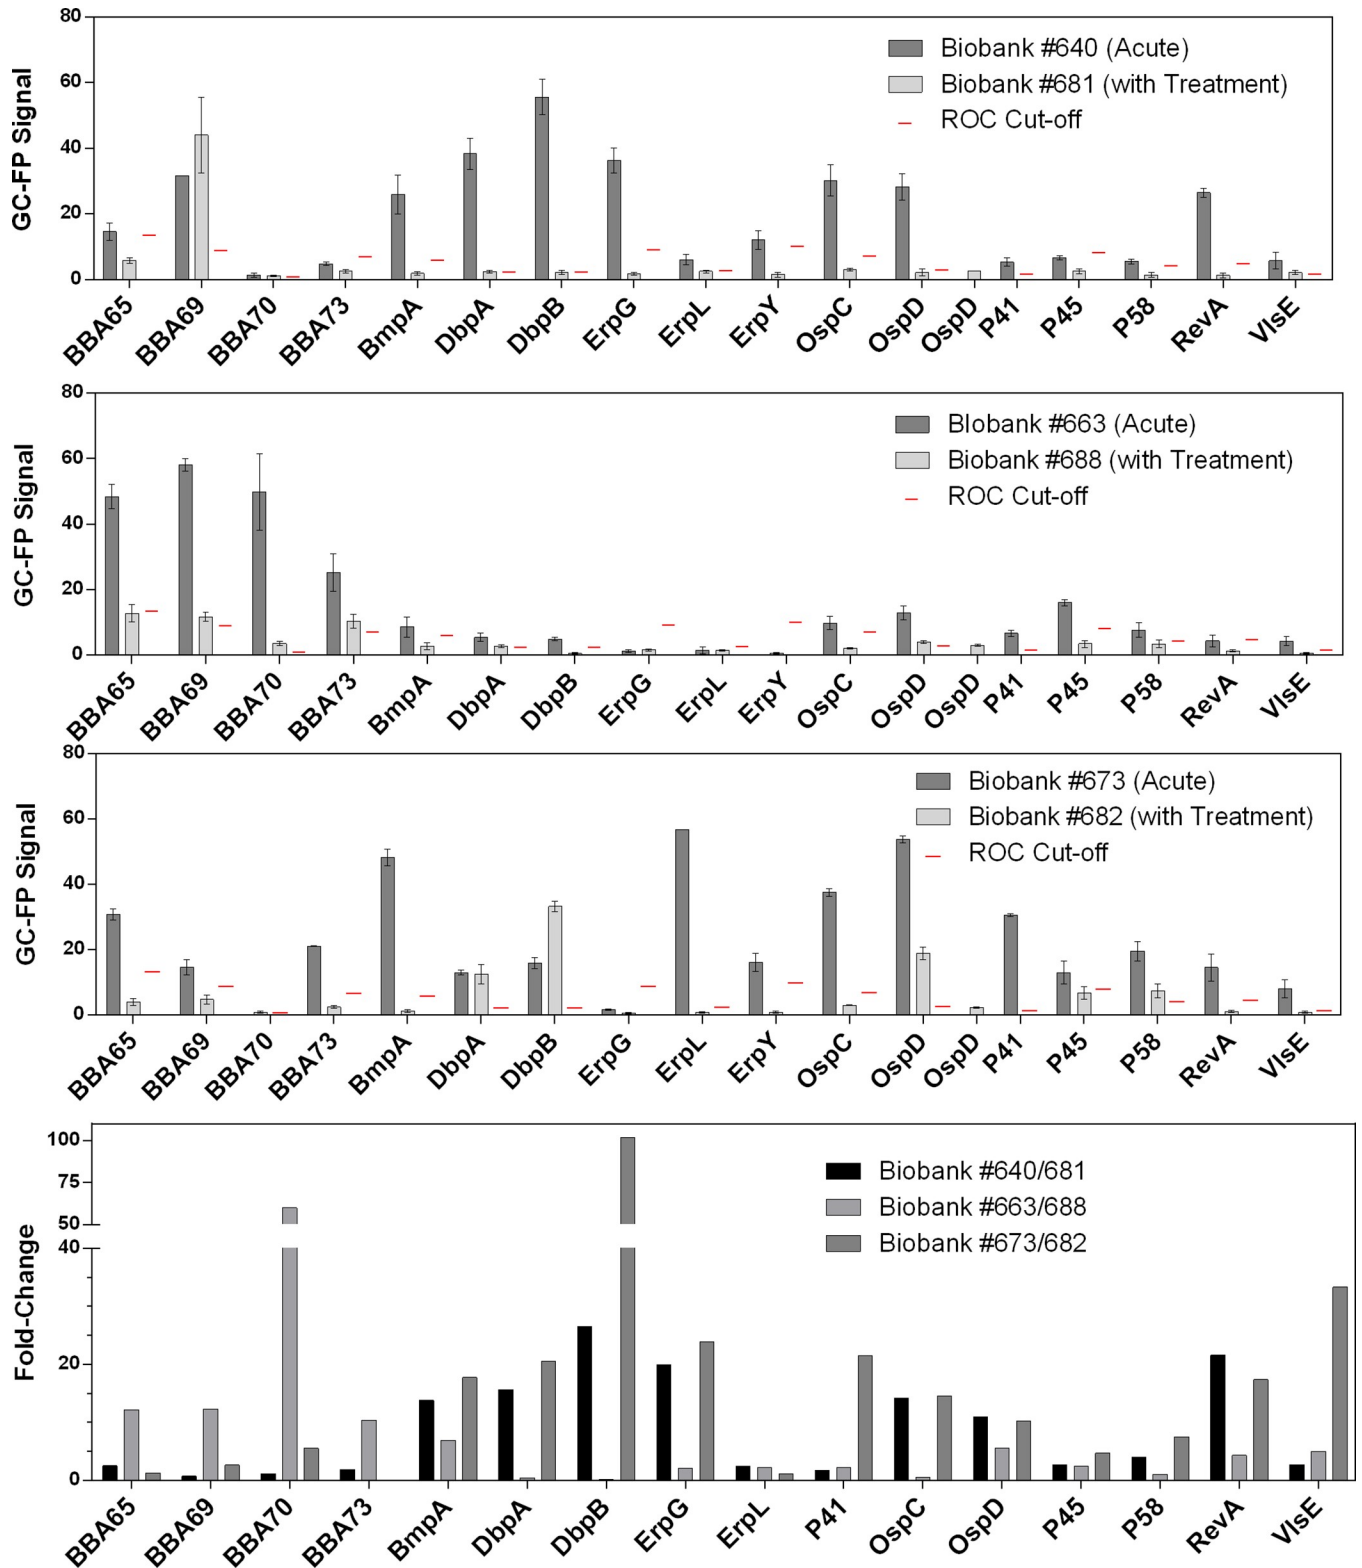 80
60
40
20
0
GC-FP Signal
Biobank #640 (Acute)
Biobank #681 (with Treatment)
ROC Cut-off
BBA65 BBA69 BBA70 BBA73 BmpA DbpA DbpB ErpG ErpL ErpY OspC OspD OspD P41 P45 P58 RevA VlsE
80
60
40
20
0
GC-FP Signal
BIobank #663 (Acute)
Biobank #688 (with Treatment)
ROC Cut-off
BBA65 BBA69 BBA70 BBA73 BmpA DbpA DbpB ErpG ErpL ErpY OspC OspD OspD P41 P45 P58 RevA VlsE
80
60
40
20
0
GC-FP Signal
Biobank #673 (Acute)
Biobank #682 (with Treatment)
ROC Cut-off
BBA65 BBA69 BBA70 BBA73 BmpA DbpA DbpB ErpG ErpL ErpY OspC OspD OspD P41 P45 P58 RevA VlsE
100
75
50
40
20
0
Fold-Change
Biobank #640/681
Biobank #663/688
Biobank #673/682
BBA65 BBA69 BBA70 BBA73 BmpA DbpA DbpB ErpG ErpL P41 OspC OspD P45 P58 RevA VlsE